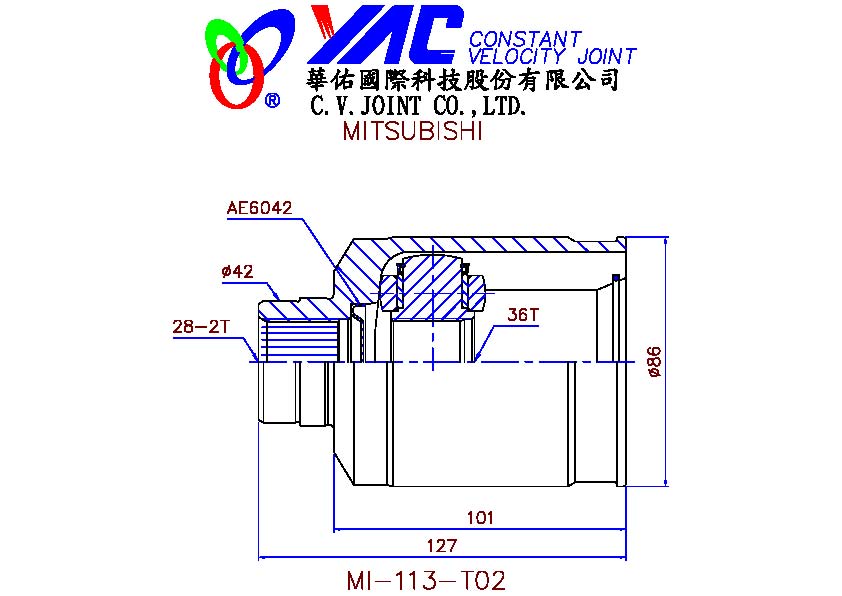 YAC CONSTANT
VELOCITY JOINT
®
華佑國際科技股份有限公司
C.V.JOINT CO.,LTD.
MITSUBISHI
AE6042
ø42
28-2T
36T
ø86
101
127
MI-113-T02